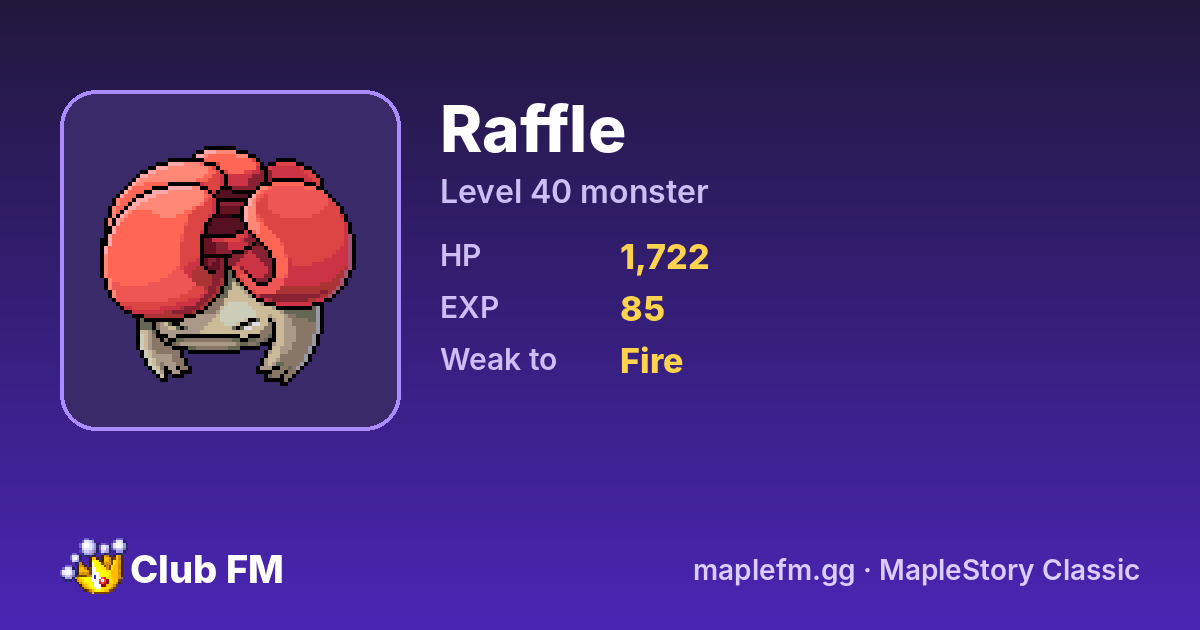 Raffle
Level 40 monster
HP 1,722
EXP 85
Weak to Fire
Club FM
maplefm.gg · MapleStory Classic